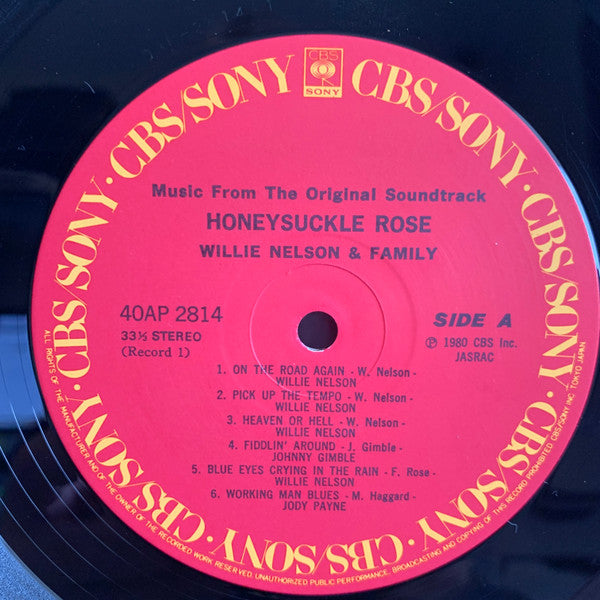 CBS
SONY
CBS/SONY · CBS/SONY · CBS/SONY · CBS/SONY · CBS/SONY · CBS/SONY · CBS/SONY · CBS/SONY
Music From The Original Soundtrack
HONEYSUCKLE ROSE
WILLIE NELSON & FAMILY
40AP 2814
33⅓ STEREO
(Record 1)
SIDE A
℗ 1980 CBS Inc.
JASRAC
1. ON THE ROAD AGAIN - W. Nelson -
WILLIE NELSON
2. PICK UP THE TEMPO - W. Nelson -
WILLIE NELSON
3. HEAVEN OR HELL - W. Nelson -
WILLIE NELSON
4. FIDDLIN' AROUND - J. Gimble -
JOHNNY GIMBLE
5. BLUE EYES CRYING IN THE RAIN - F. Rose -
WILLIE NELSON
6. WORKING MAN BLUES - M. Haggard -
JODY PAYNE
ALL RIGHTS OF THE MANUFACTURER AND OF THE OWNER OF THE RECORDED WORK RESERVED. UNAUTHORIZED PUBLIC PERFORMANCE, BROADCASTING AND COPYING OF THIS RECORD PROHIBITED CBS/SONY INC. TOKYO JAPAN